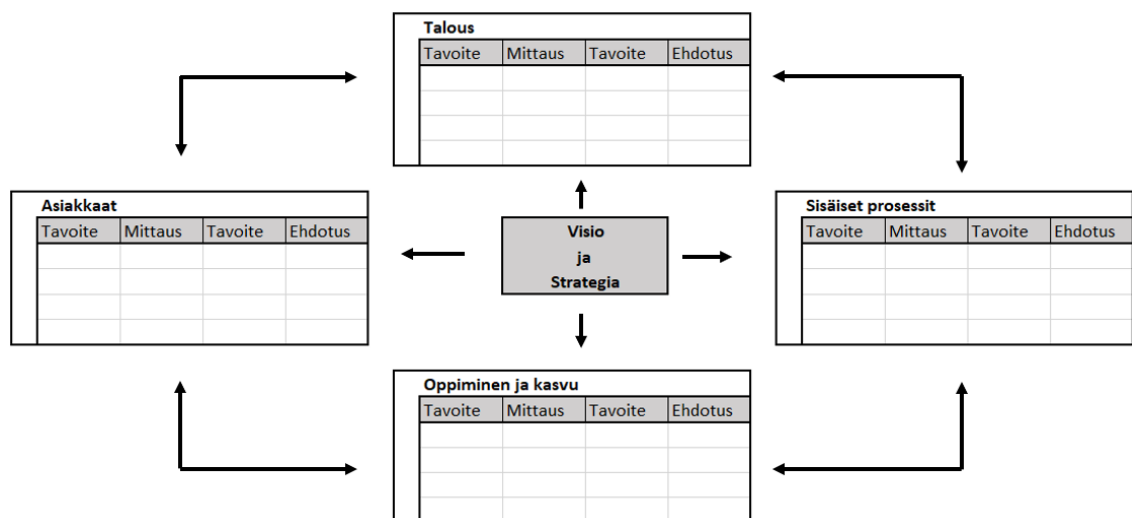 Talous
Tavoite Mittaus Tavoite Ehdotus
Asiakkaat
Tavoite Mittaus Tavoite Ehdotus
Visio
ja
Strategia
Sisäiset prosessit
Tavoite Mittaus Tavoite Ehdotus
Oppiminen ja kasvu
Tavoite Mittaus Tavoite Ehdotus